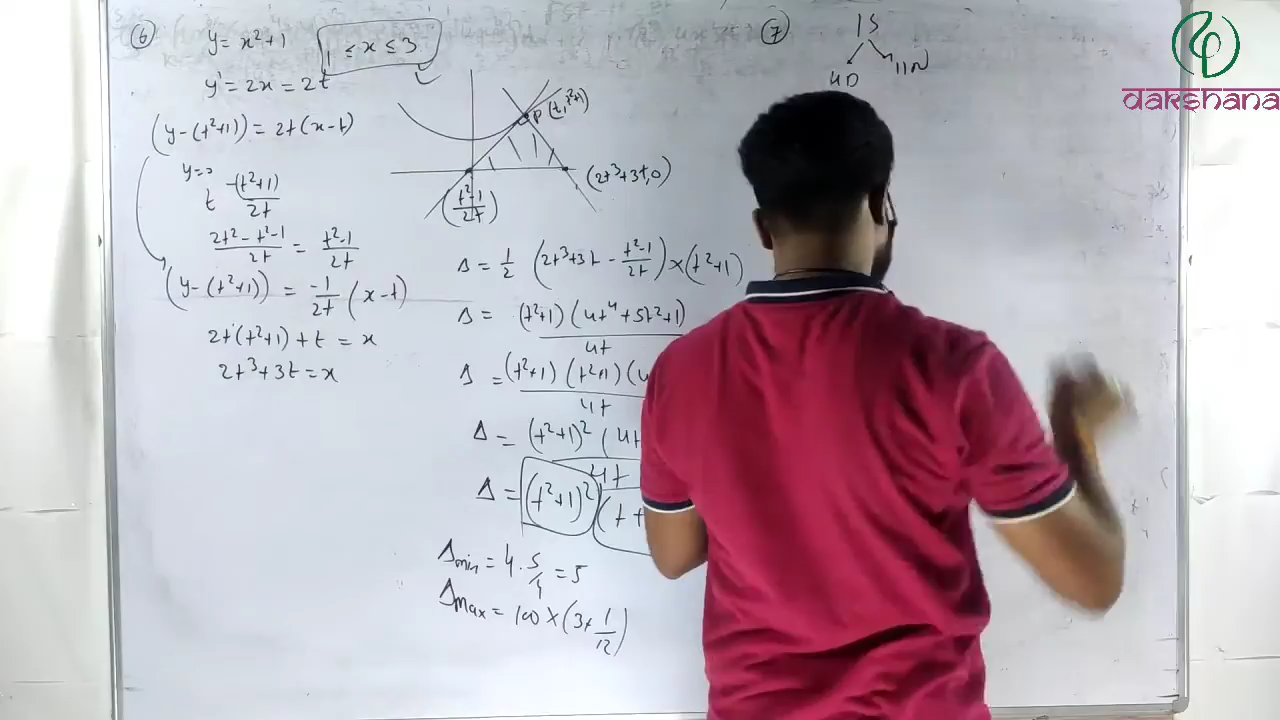 ⑥ y = x²+1 1 ≤ x ≤ 3
y' = 2x = 2t
(y-(t²+1)) = 2t(x-t)
y=0
t -(t²+1)/2t
(2t²-t²-1)/2t = (t²-1)/2t
(y-(t²+1)) = -1/2t (x-t)
2t(t²+1)+t = x
2t³+3t = x
P(t, t²+1)
(2t³+3t, 0)
((t²-1)/2t)
Δ = 1/2 (2t³+3t - (t²-1)/2t) × (t²+1)
Δ = (t²+1)(4t⁴+5t²+1)/4t
Δ = (t²+1)(t²+1)(4
/4t
Δ = (t²+1)² (4t
/4t
Δ = (t²+1)² (t+
Δmin = 4 · 5/4 = 5
Δmax = 100 × (3+1/12)
⑦ 15
4D 11N
dakshana